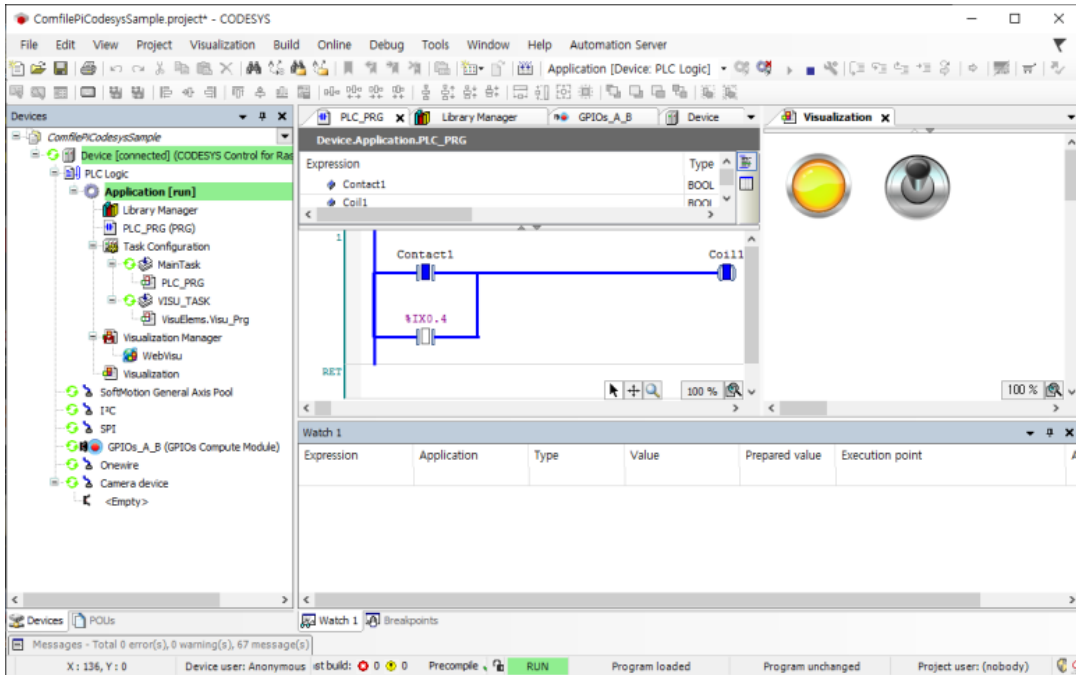 ComfilePiCodesysSample.project* - CODESYS
File Edit View Project Visualization Build Online Debug Tools Window Help Automation Server
Application [Device: PLC Logic]
Devices
PLC_PRG
Library Manager
GPIOs_A_B
Device
Visualization
ComfilePiCodesysSample
Device [connected] (CODESYS Control for Ras
PLC Logic
Application [run]
Library Manager
PLC_PRG (PRG)
Task Configuration
MainTask
PLC_PRG
VISU_TASK
VisuElems.Visu_Prg
Visualization Manager
WebVisu
Visualization
SoftMotion General Axis Pool
I²C
SPI
GPIOs_A_B (GPIOs Compute Module)
Onewire
Camera device
<Empty>
Device.Application.PLC_PRG
Expression Type
Contact1 BOOL
Coil1 BOOL
1
Contact1 Coil1
%IX0.4
RET
100 %
100 %
Watch 1
Expression Application Type Value Prepared value Execution point
Devices POUs
Watch 1 Breakpoints
Messages - Total 0 error(s), 0 warning(s), 67 message(s)
X : 136, Y : 0 Device user: Anonymous st build: 0 0 Precompile RUN Program loaded Program unchanged Project user: (nobody)